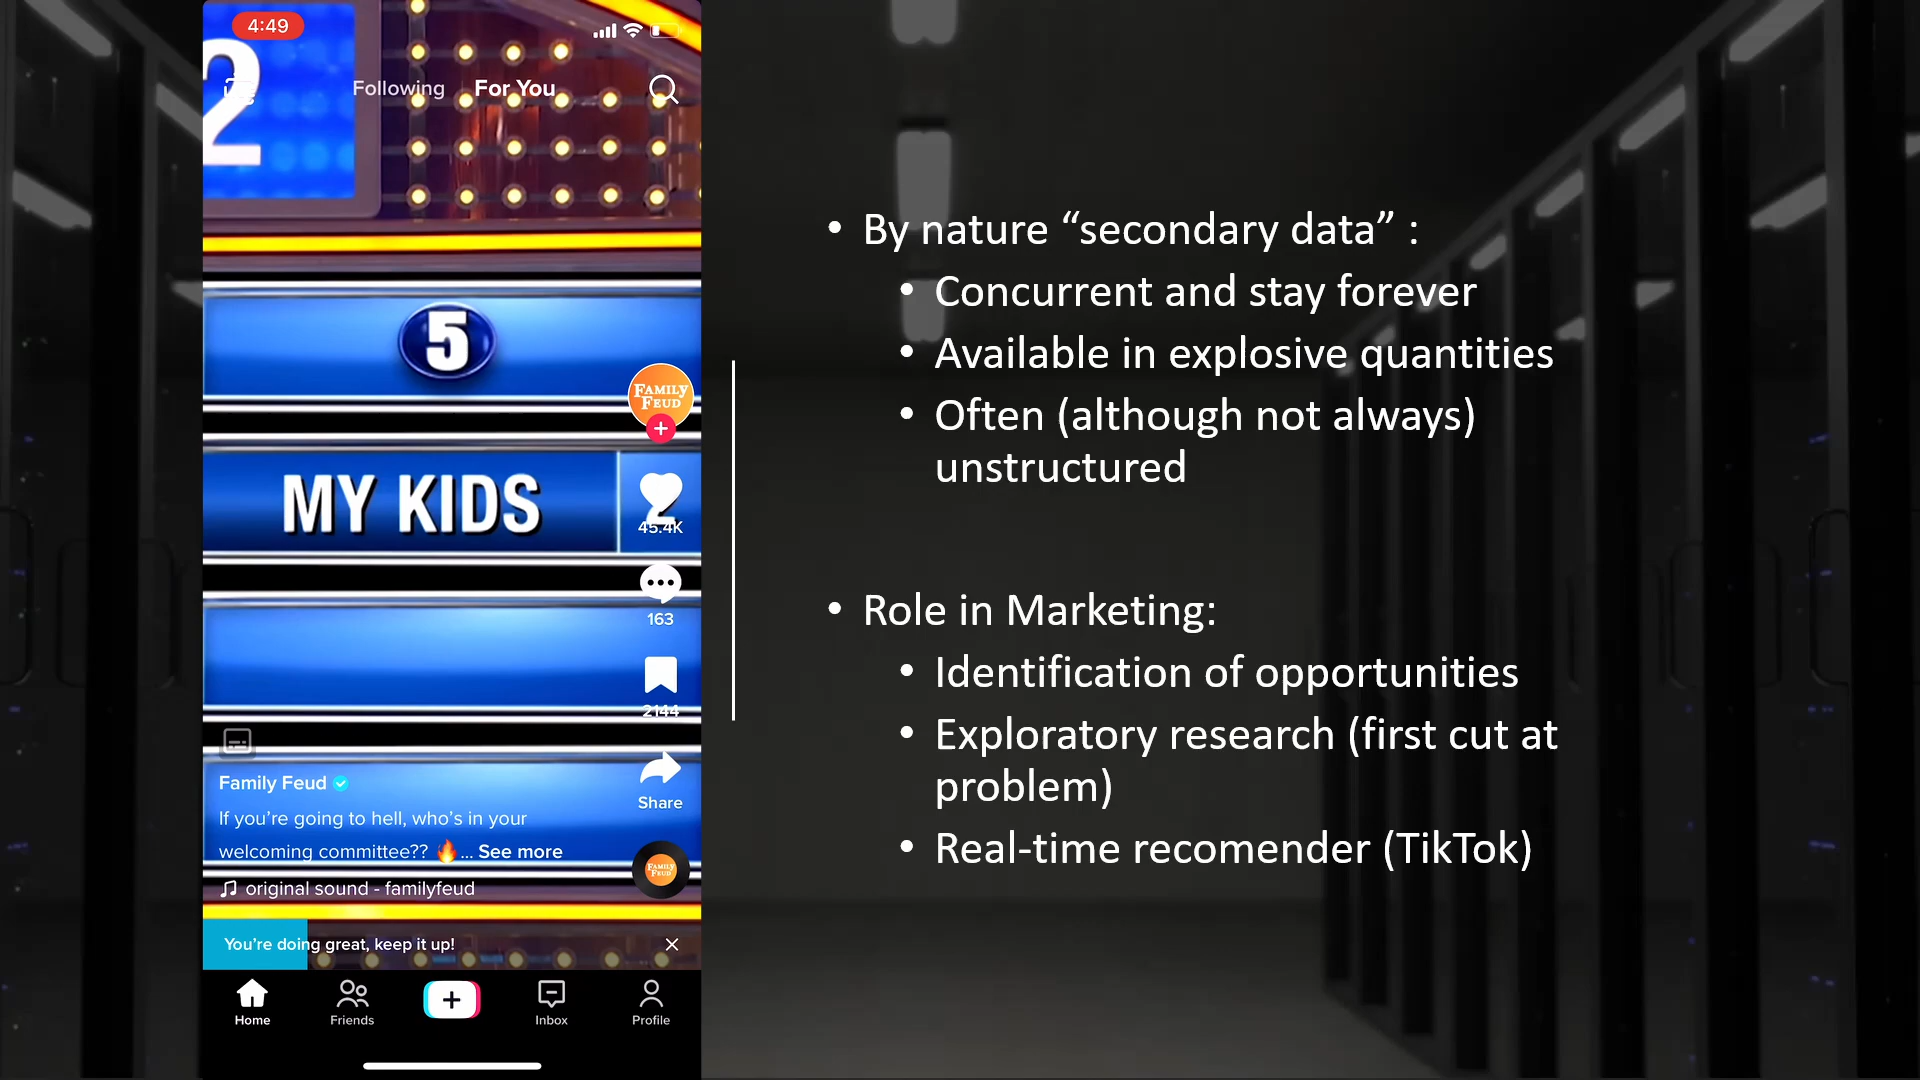 4:49
2
Following
For You
5
FAMILY
FEUD
MY KIDS
2
45.4K
163
2144
Family Feud
If you're going to hell, who's in your
welcoming committee?? 🔥... See more
original sound - familyfeud
Share
FAMILY
FEUD
You're doing great, keep it up!
Home
Friends
Inbox
Profile
• By nature “secondary data” :
• Concurrent and stay forever
• Available in explosive quantities
• Often (although not always)
unstructured
• Role in Marketing:
• Identification of opportunities
• Exploratory research (first cut at
problem)
• Real-time recomender (TikTok)